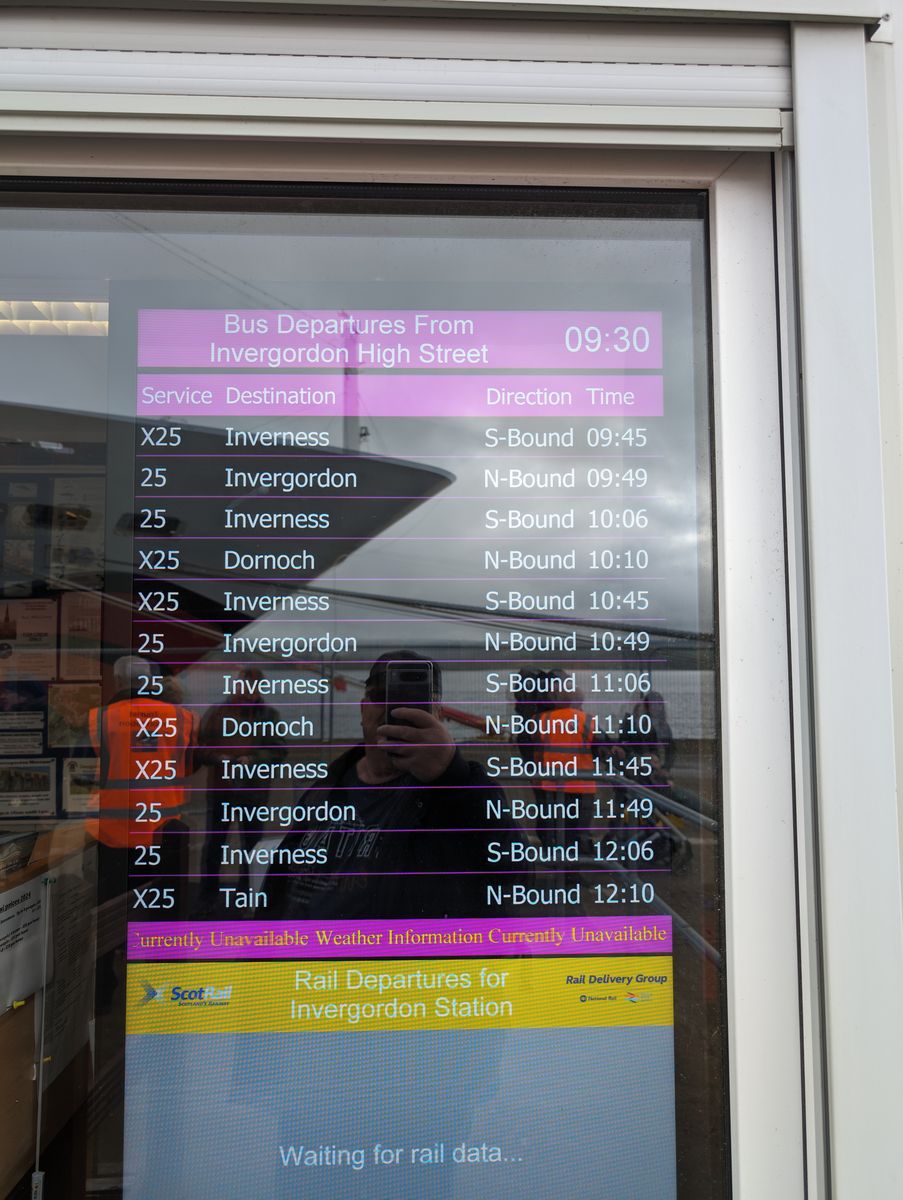 Bus Departures From
Invergordon High Street
09:30
Service Destination Direction Time
X25 Inverness S-Bound 09:45
25 Invergordon N-Bound 09:49
25 Inverness S-Bound 10:06
X25 Dornoch N-Bound 10:10
X25 Inverness S-Bound 10:45
25 Invergordon N-Bound 10:49
25 Inverness S-Bound 11:06
X25 Dornoch N-Bound 11:10
X25 Inverness S-Bound 11:45
25 Invergordon N-Bound 11:49
25 Inverness S-Bound 12:06
X25 Tain N-Bound 12:10
urrently Unavailable Weather Information Currently Unavailable
ScotRail
SCOTLAND'S RAILWAY
Rail Departures for
Invergordon Station
Rail Delivery Group
National Rail
Waiting for rail data...